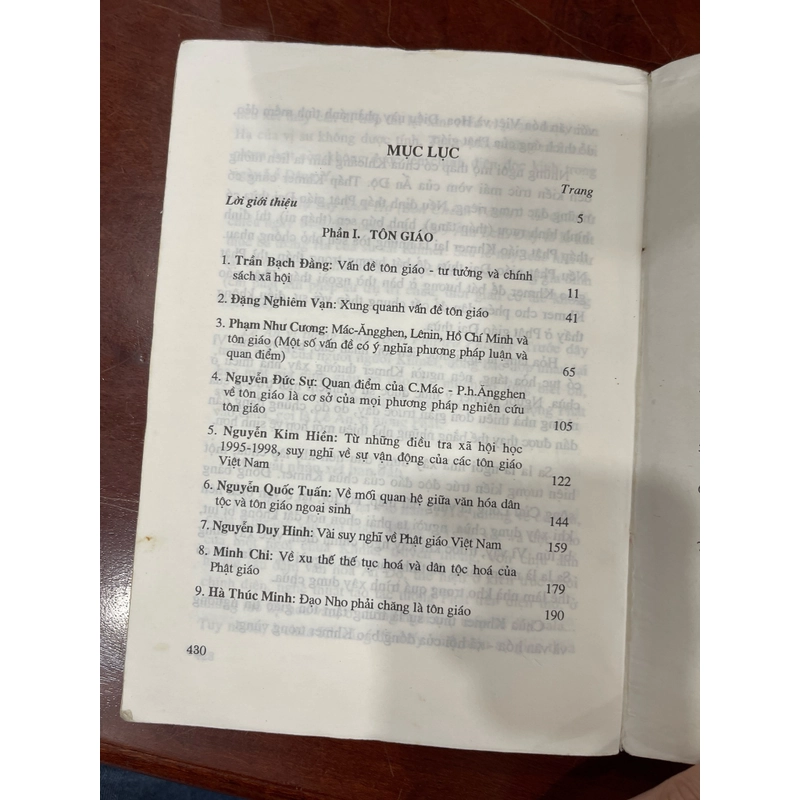 MỤC LỤC
Trang
Lời giới thiệu 5
Phần I. TÔN GIÁO
1. Trần Bạch Đằng: Vấn đề tôn giáo - tư tưởng và chính
sách xã hội 11
2. Đặng Nghiêm Vạn: Xung quanh vấn đề tôn giáo 41
3. Phạm Như Cương: Mác-Ăngghen, Lênin, Hồ Chí Minh và
tôn giáo (Một số vấn đề có ý nghĩa phương pháp luận và
quan điểm) 65
4. Nguyễn Đức Sự: Quan điểm của C.Mác - P.h.Ăngghen
về tôn giáo là cơ sở của mọi phương pháp nghiên cứu
tôn giáo 105
5. Nguyễn Kim Hiền: Từ những điều tra xã hội học
1995-1998, suy nghĩ về sự vận động của các tôn giáo
Việt Nam 122
6. Nguyễn Quốc Tuấn: Về mối quan hệ giữa văn hóa dân
tộc và tôn giáo ngoại sinh 144
7. Nguyễn Duy Hinh: Vài suy nghĩ về Phật giáo Việt Nam 159
8. Minh Chi: Về xu thế thế tục hoá và dân tộc hoá của
Phật giáo 179
9. Hà Thúc Minh: Đạo Nho phải chăng là tôn giáo 190
430